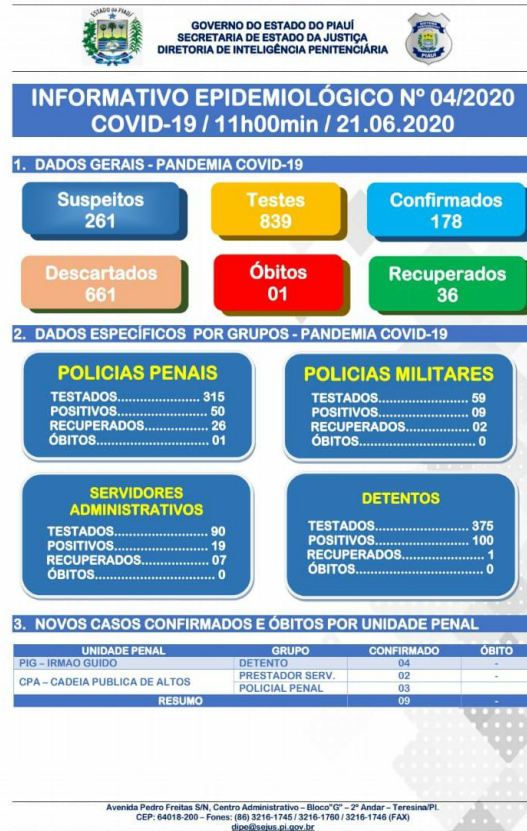 GOVERNO DO ESTADO DO PIAUÍ
SECRETARIA DE ESTADO DA JUSTIÇA
DIRETORIA DE INTELIGÊNCIA PENITENCIÁRIA
INFORMATIVO EPIDEMIOLÓGICO Nº 04/2020
COVID-19 / 11h00min / 21.06.2020
1. DADOS GERAIS - PANDEMIA COVID-19
Suspeitos
261
Testes
839
Confirmados
178
Descartados
661
Óbitos
01
Recuperados
36
2. DADOS ESPECÍFICOS POR GRUPOS - PANDEMIA COVID-19
POLICIAS PENAIS
TESTADOS...................... 315
POSITIVOS...................... 50
RECUPERADOS................. 26
ÓBITOS.............................. 01
POLICIAS MILITARES
TESTADOS......................... 59
POSITIVOS........................ 09
RECUPERADOS................. 02
ÓBITOS.............................. 0
SERVIDORES
ADMINISTRATIVOS
TESTADOS......................... 90
POSITIVOS........................ 19
RECUPERADOS................. 07
ÓBITOS................................ 0
DETENTOS
TESTADOS......................... 375
POSITIVOS........................ 100
RECUPERADOS...................... 1
ÓBITOS................................ 0
3. NOVOS CASOS CONFIRMADOS E ÓBITOS POR UNIDADE PENAL
UNIDADE PENAL GRUPO CONFIRMADO ÓBITO
PIG – IRMAO GUIDO DETENTO 04 -
CPA – CADEIA PUBLICA DE ALTOS PRESTADOR SERV. 02 -
POLICIAL PENAL 03
RESUMO 09 -
Avenida Pedro Freitas S/N, Centro Administrativo – Bloco"G" – 2º Andar – Teresina/PI.
CEP: 64018-200 – Fones: (86) 3216-1745 / 3216-1760 / 3216-1746 (FAX)
dipe@sejus.pi.gov.br